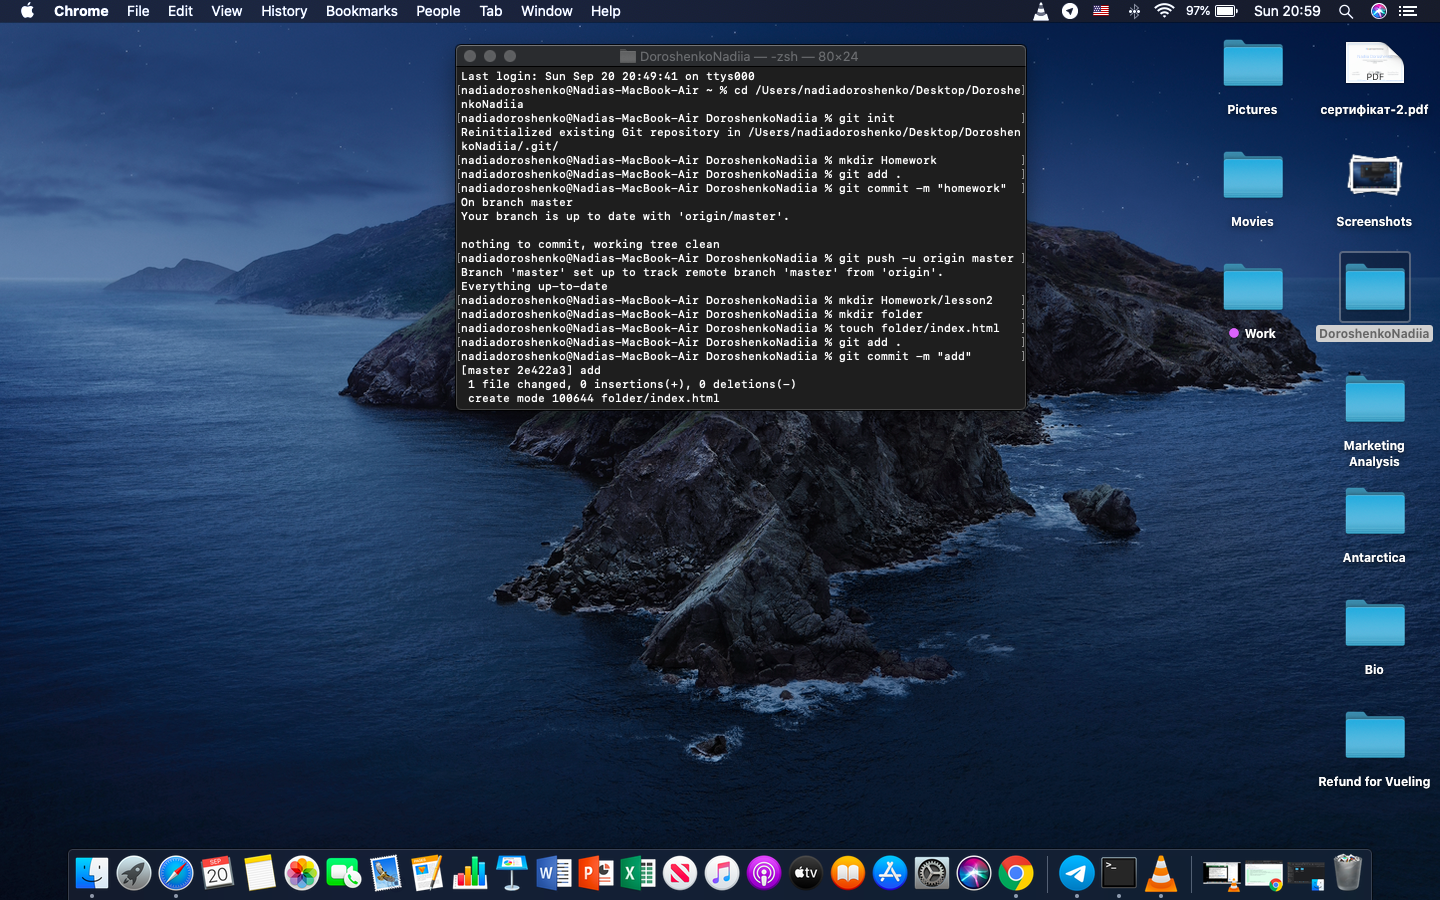 Chrome File Edit View History Bookmarks People Tab Window Help 97% Sun 20:59
DoroshenkoNadiia — -zsh — 80×24
Last login: Sun Sep 20 20:49:41 on ttys000
[nadiadoroshenko@Nadias-MacBook-Air ~ % cd /Users/nadiadoroshenko/Desktop/Doroshe]
nkoNadiia
[nadiadoroshenko@Nadias-MacBook-Air DoroshenkoNadiia % git init ]
Reinitialized existing Git repository in /Users/nadiadoroshenko/Desktop/Doroshen
koNadiia/.git/
[nadiadoroshenko@Nadias-MacBook-Air DoroshenkoNadiia % mkdir Homework ]
[nadiadoroshenko@Nadias-MacBook-Air DoroshenkoNadiia % git add . ]
[nadiadoroshenko@Nadias-MacBook-Air DoroshenkoNadiia % git commit -m "homework" ]
On branch master
Your branch is up to date with 'origin/master'.
nothing to commit, working tree clean
[nadiadoroshenko@Nadias-MacBook-Air DoroshenkoNadiia % git push -u origin master ]
Branch 'master' set up to track remote branch 'master' from 'origin'.
Everything up-to-date
[nadiadoroshenko@Nadias-MacBook-Air DoroshenkoNadiia % mkdir Homework/lesson2 ]
[nadiadoroshenko@Nadias-MacBook-Air DoroshenkoNadiia % mkdir folder ]
[nadiadoroshenko@Nadias-MacBook-Air DoroshenkoNadiia % touch folder/index.html ]
[nadiadoroshenko@Nadias-MacBook-Air DoroshenkoNadiia % git add . ]
[nadiadoroshenko@Nadias-MacBook-Air DoroshenkoNadiia % git commit -m "add" ]
[master 2e422a3] add
1 file changed, 0 insertions(+), 0 deletions(-)
create mode 100644 folder/index.html
Pictures
PDF
сертифікат-2.pdf
Movies
Screenshots
Work
DoroshenkoNadiia
Marketing
Analysis
Antarctica
Bio
Refund for Vueling
SEP
20
W
P
X
tv
>_